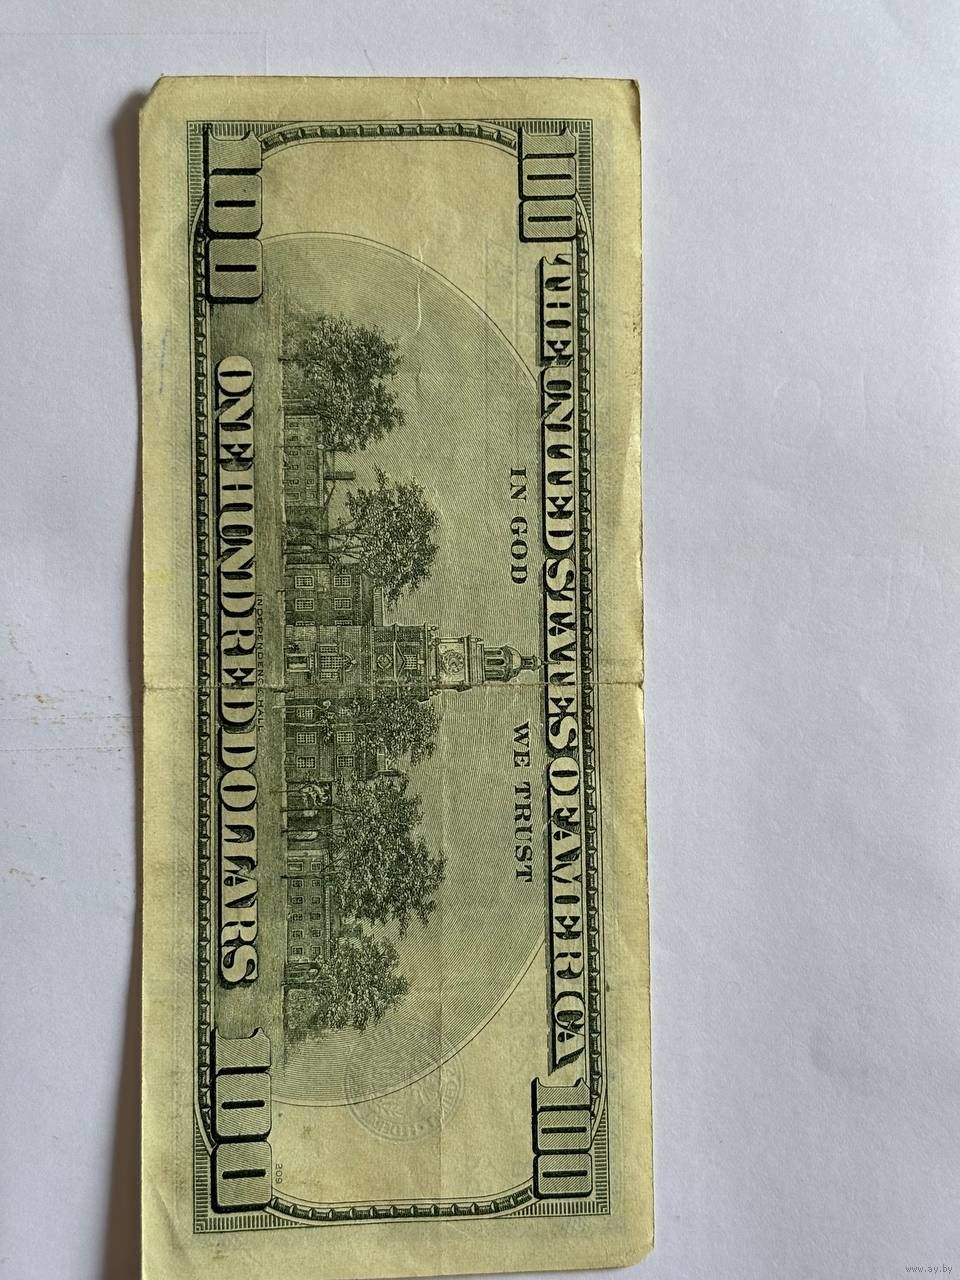 100
THE UNITED STATES OF AMERICA
100
IN GOD
WE TRUST
INDEPENDENCE HALL
209
100
ONE HUNDRED DOLLARS
100
www.ay.by